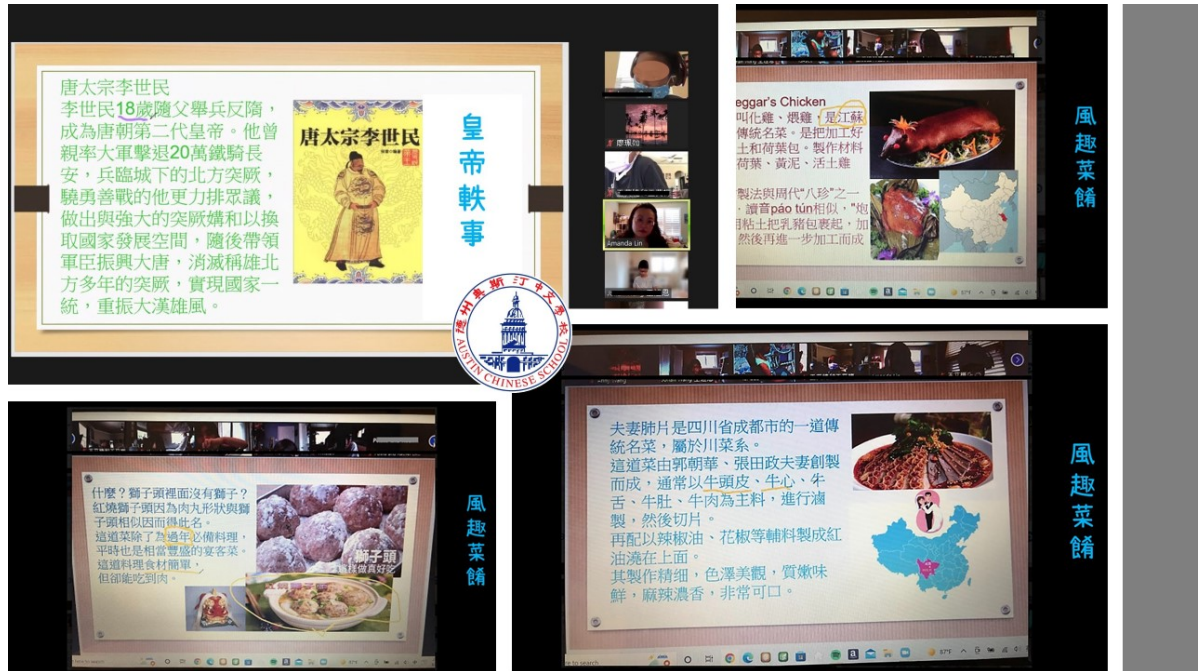 唐太宗李世民
李世民18歲隨父舉兵反隋，
成為唐朝第二代皇帝。他曾
親率大軍擊退20萬鐵騎長
安，兵臨城下的北方突厥，
驍勇善戰的他更力排眾議，
做出與強大的突厥媾和以換
取國家發展空間，隨後帶領
軍臣振興大唐，消滅稱雄北
方多年的突厥，實現國家一
統，重振大漢雄風。
唐太宗李世民
皇帝軼事
Amanda Lin
德州奧斯汀中文學校
AUSTIN CHINESE SCHOOL
eggar's Chicken
叫化雞、煨雞，是江蘇
傳統名菜。是把加工好
土和荷葉包。製作材料
荷葉、黃泥、活土雞
製法與周代"八珍"之一
讀音páo tún相似，"炮
用粘土把乳豬包裹起，加
然後再進一步加工而成
風趣菜餚
什麼？獅子頭裡面沒有獅子？
紅燒獅子頭因為肉丸形狀與獅
子頭相似因而得此名。
這道菜除了為過年必備料理，
平時也是相當豐盛的宴客菜。
這道料理食材簡單，
但卻能吃到肉。
獅子頭
這樣做真好吃
風趣菜餚
夫妻肺片是四川省成都市的一道傳
統名菜，屬於川菜系。
這道菜由郭朝華、張田政夫妻創製
而成，通常以牛頭皮、牛心、牛
舌、牛肚、牛肉為主料，進行滷
製，然後切片。
再配以辣椒油、花椒等輔料製成紅
油澆在上面。
其製作精細，色澤美觀，質嫩味
鮮，麻辣濃香，非常可口。
風趣菜餚